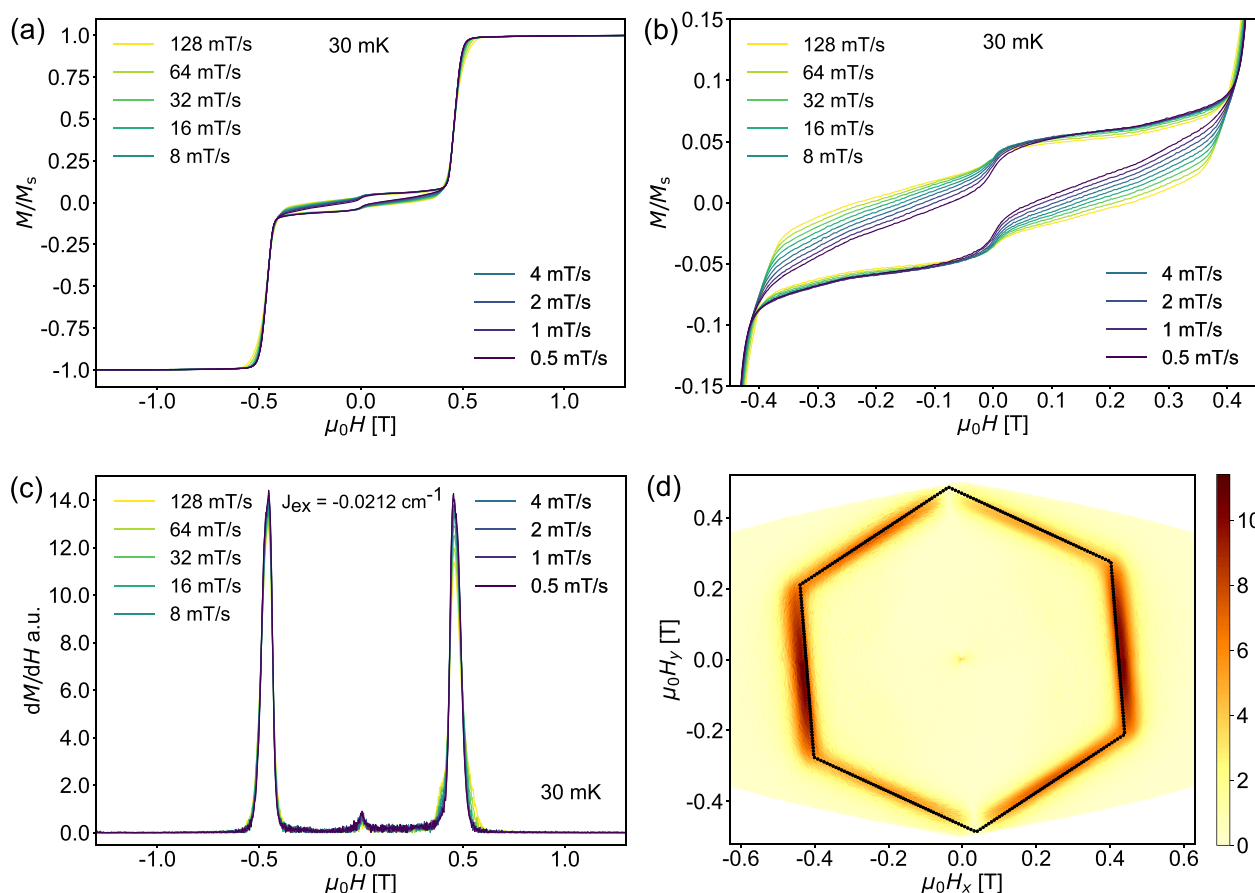 (a)
128 mT/s
64 mT/s
32 mT/s
16 mT/s
8 mT/s
30 mK
4 mT/s
2 mT/s
1 mT/s
0.5 mT/s
1.0
0.75
0.50
0.25
0.0
-0.25
-0.50
-0.75
-1.0
M/Ms
-1.0 -0.5 0.0 0.5 1.0
µ0H [T]
(b)
128 mT/s
64 mT/s
32 mT/s
16 mT/s
8 mT/s
30 mK
4 mT/s
2 mT/s
1 mT/s
0.5 mT/s
0.15
0.10
0.05
0.0
-0.05
-0.1
-0.15
M/Ms
-0.4 -0.3 -0.2 -0.1 0.0 0.1 0.2 0.3 0.4
µ0H [T]
(c)
128 mT/s
64 mT/s
32 mT/s
16 mT/s
8 mT/s
Jex = -0.0212 cm-1
4 mT/s
2 mT/s
1 mT/s
0.5 mT/s
30 mK
14.0
12.0
10.0
8.0
6.0
4.0
2.0
0.0
dM/dH a.u.
-1.0 -0.5 0.0 0.5 1.0
µ0H [T]
(d)
0.4
0.2
0.0
-0.2
-0.4
µ0Hy [T]
-0.6 -0.4 -0.2 0.0 0.2 0.4 0.6
µ0Hx [T]
10
8
6
4
2
0